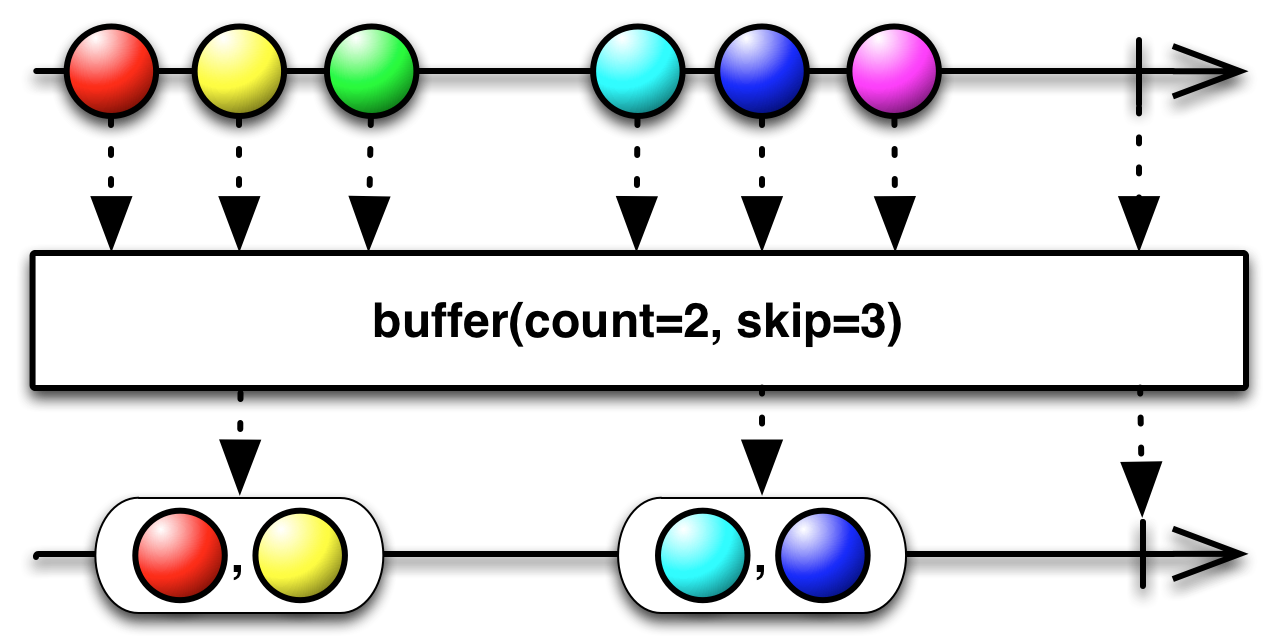 buffer(count=2, skip=3)
,
,